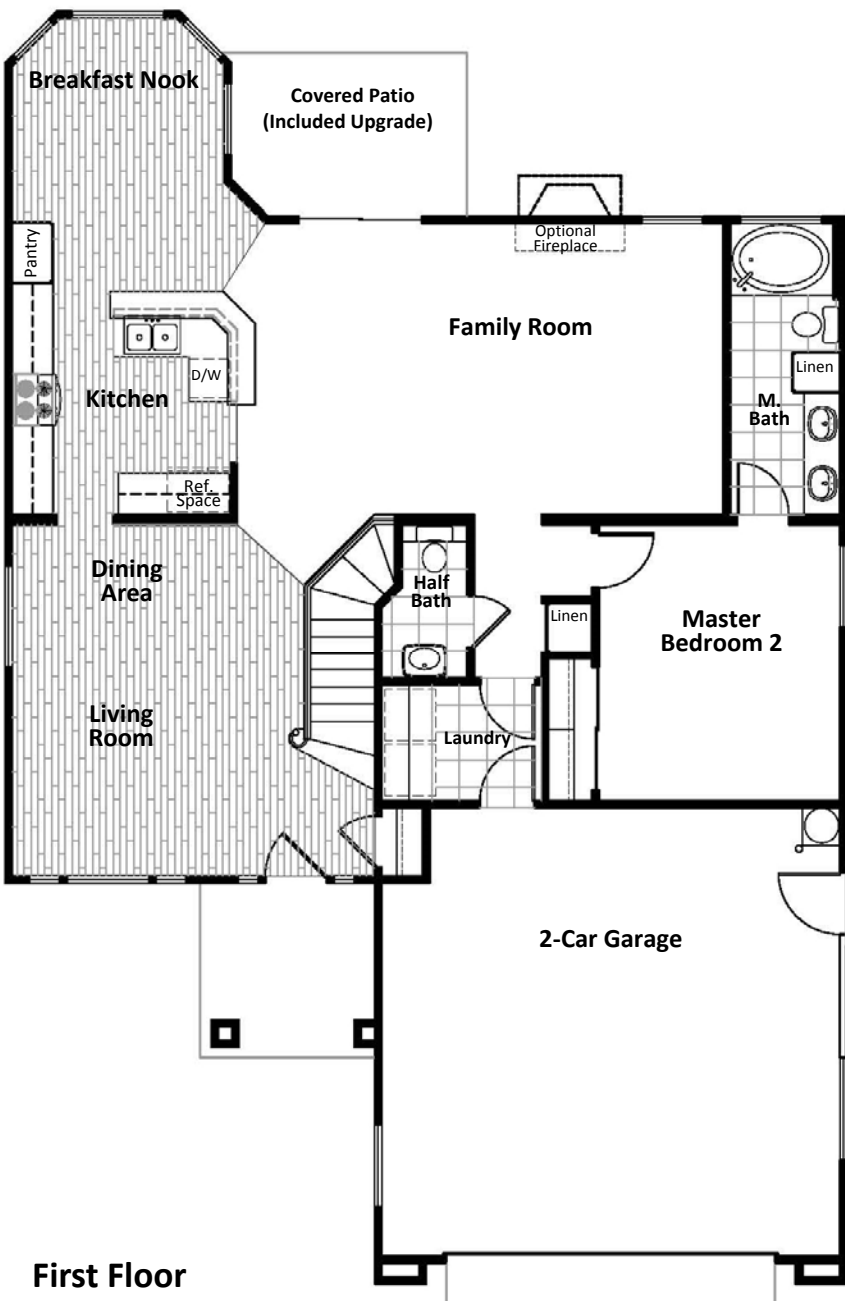 Breakfast Nook
Covered Patio
(Included Upgrade)
Pantry
Optional
Fireplace
Family Room
D/W
Kitchen
Linen
M.
Bath
Ref.
Space
Dining
Area
Half
Bath
Linen
Master
Bedroom 2
Living
Room
Laundry
2-Car Garage
First Floor